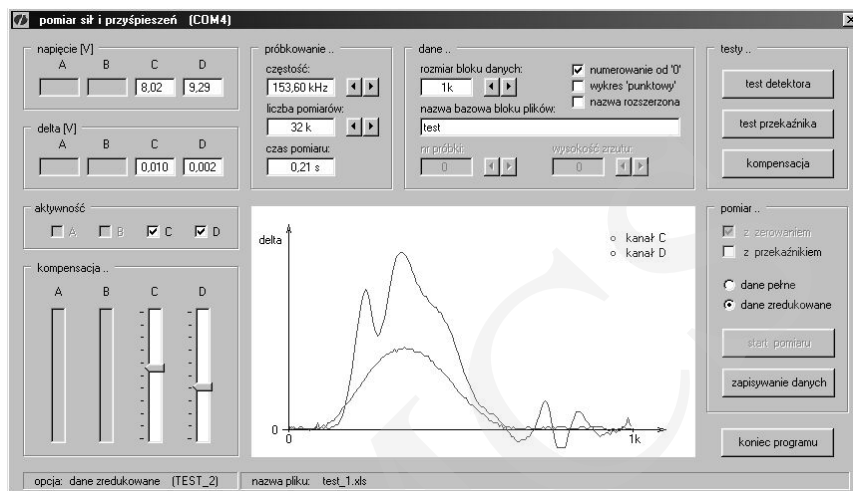 pomiar sił i przyśpieszeń (COM4)
napięcie [V]
A B C D
8,02 9,29
delta [V]
A B C D
0,010 0,002
próbkowanie ..
częstość:
153,60 kHz
liczba pomiarów:
32 k
czas pomiaru:
0,21 s
dane ..
rozmiar bloku danych:
1k
numerowanie od '0'
wykres 'punktowy'
nazwa rozszerzona
nazwa bazowa bloku plików:
test
nr próbki:
0
wysokość zrzutu:
0
testy ..
test detektora
test przekaźnika
kompensacja
aktywność
A B C D
kompensacja ..
A B C D
delta
kanał C
kanał D
0
0 1k
pomiar ..
z zerowaniem
z przekaźnikiem
dane pełne
dane zredukowane
start pomiaru
zapisywanie danych
koniec programu
opcja: dane zredukowane (TEST_2) nazwa pliku: test_1.xls